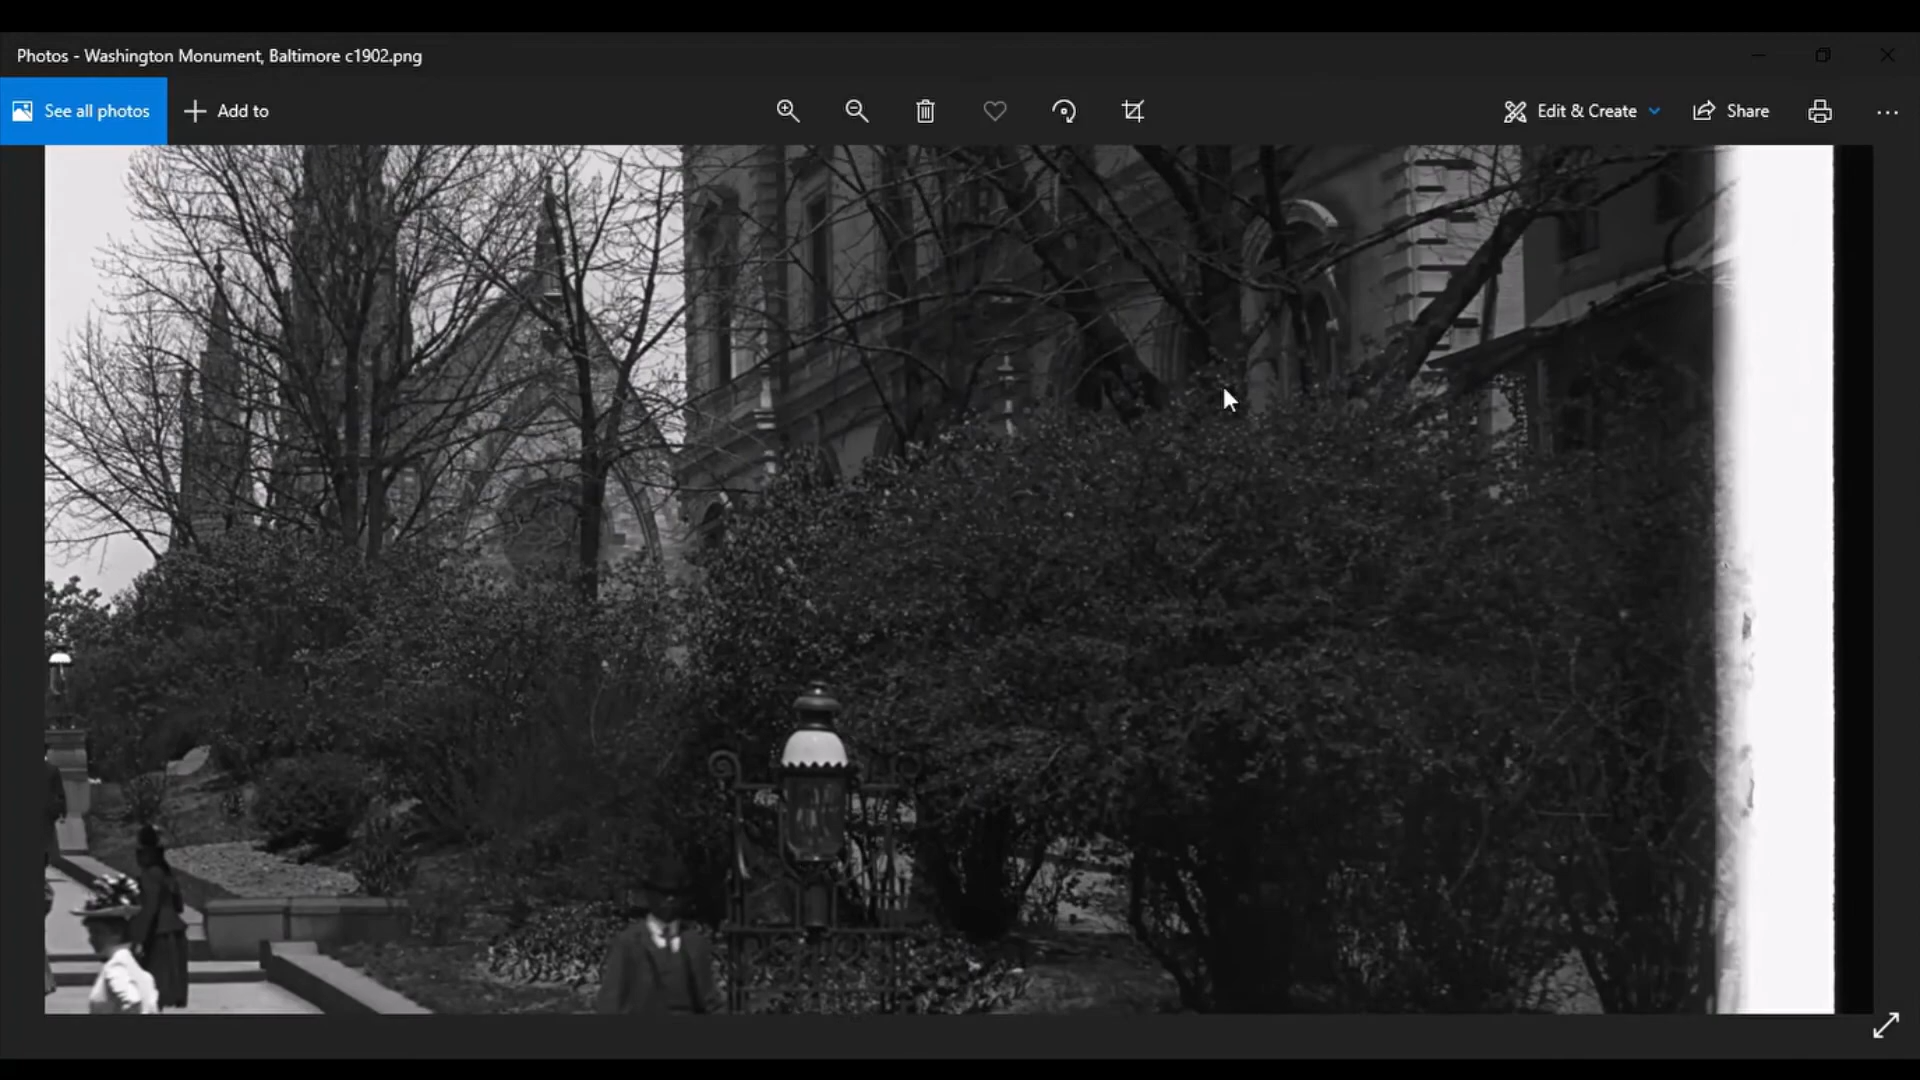 Photos - Washington Monument, Baltimore c1902.png
See all photos
Add to
Edit & Create
Share